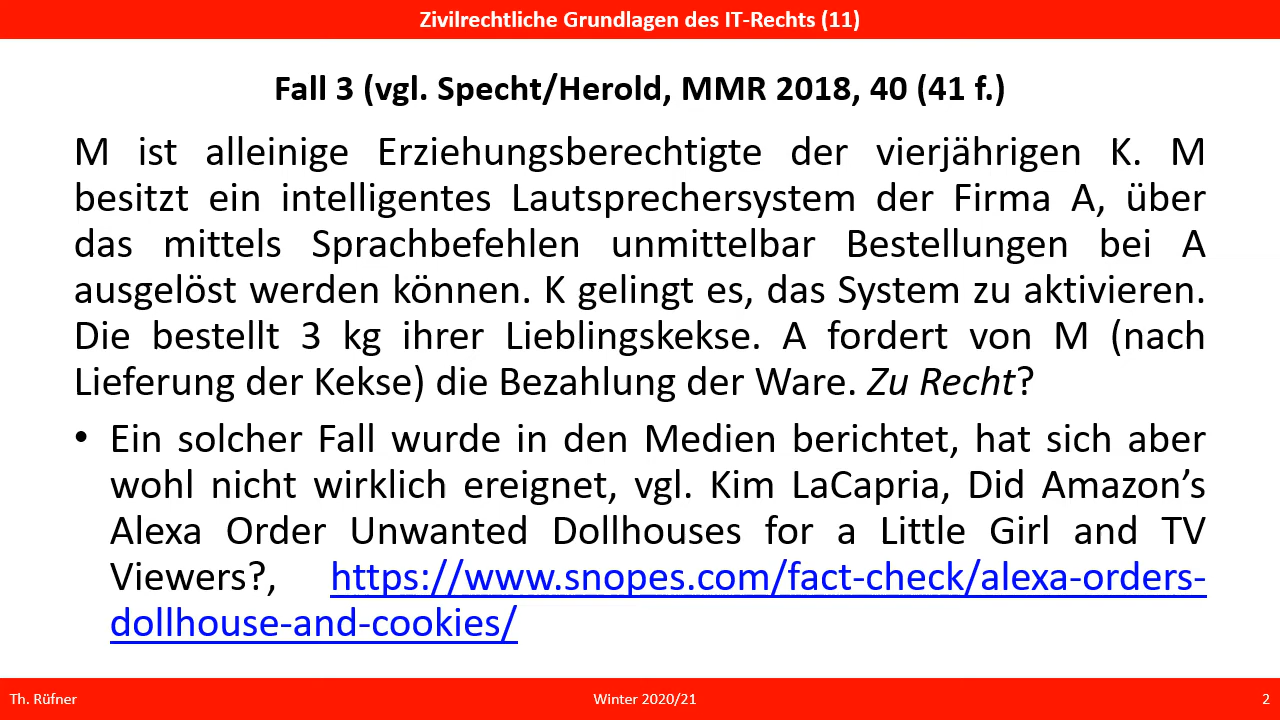 Zivilrechtliche Grundlagen des IT-Rechts (11)
Fall 3 (vgl. Specht/Herold, MMR 2018, 40 (41 f.)
M ist alleinige Erziehungsberechtigte der vierjährigen K. M
besitzt ein intelligentes Lautsprechersystem der Firma A, über
das mittels Sprachbefehlen unmittelbar Bestellungen bei A
ausgelöst werden können. K gelingt es, das System zu aktivieren.
Die bestellt 3 kg ihrer Lieblingskekse. A fordert von M (nach
Lieferung der Kekse) die Bezahlung der Ware. Zu Recht?
• Ein solcher Fall wurde in den Medien berichtet, hat sich aber
wohl nicht wirklich ereignet, vgl. Kim LaCapria, Did Amazon’s
Alexa Order Unwanted Dollhouses for a Little Girl and TV
Viewers?, https://www.snopes.com/fact-check/alexa-orders-
dollhouse-and-cookies/
Th. Rüfner
Winter 2020/21
2